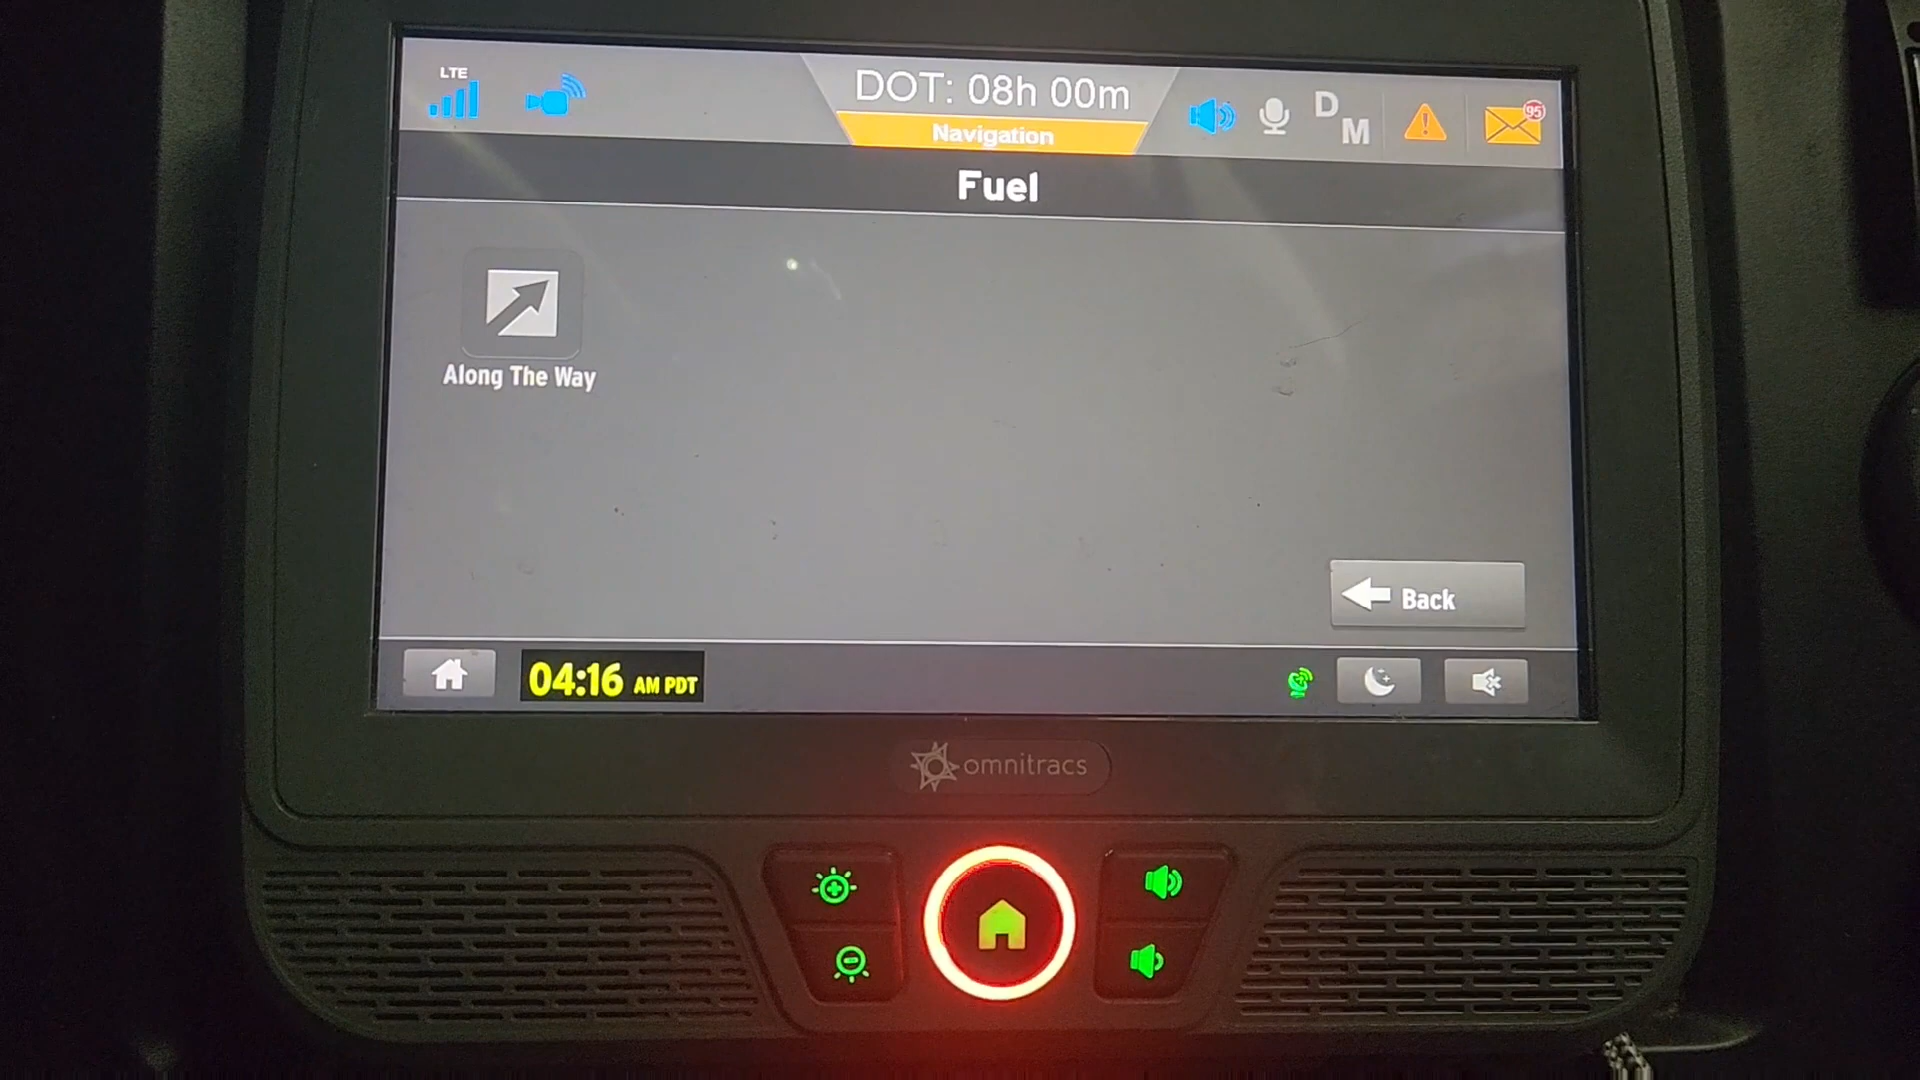 LTE
DOT: 08h 00m
D
M
95
Navigation
Fuel
Along The Way
Back
04:16 AM PDT
omnitracs